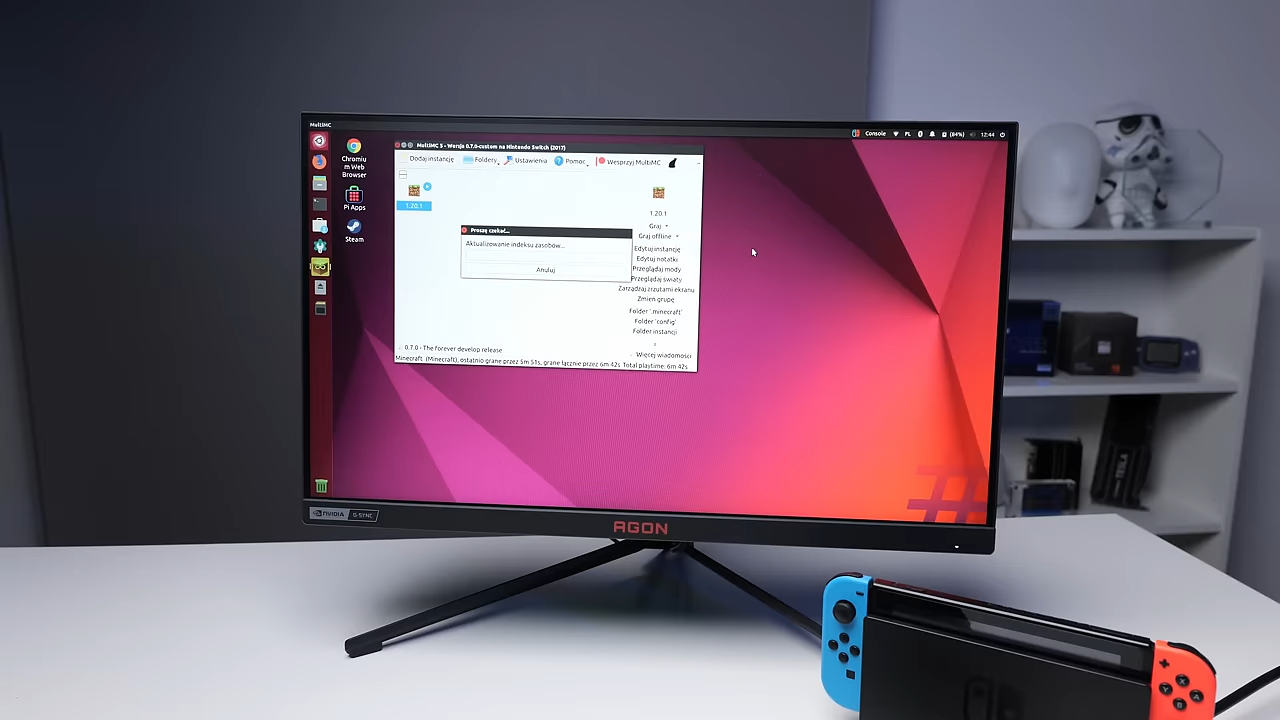 MultiMC
Console
PL
(84%)
12:44
Chromiu
m Web
Browser
Pi Apps
Steam
MultiMC 5 - Wersja 0.7.0-custom na Nintendo Switch (2017)
Dodaj instancję
Foldery
Ustawienia
Pomoc
Wesprzyj MultiMC
1.20.1
1.20.1
Graj
Graj offline
Edytuj instancję
Edytuj notatki
Przeglądaj mody
Przeglądaj światy
Zarządzaj zrzutami ekranu
Zmień grupę
Folder '.minecraft'
Folder 'config'
Folder instancji
Proszę czekać...
Aktualizowanie indeksu zasobów...
Anuluj
0.7.0 - The forever develop release
Więcej wiadomości
Minecraft (Minecraft), ostatnio grane przez 5m 51s, grane łącznie przez 6m 42s Total playtime: 6m 42s
NVIDIA
G-SYNC
AGON
#
TESLA
X
Y
A
B